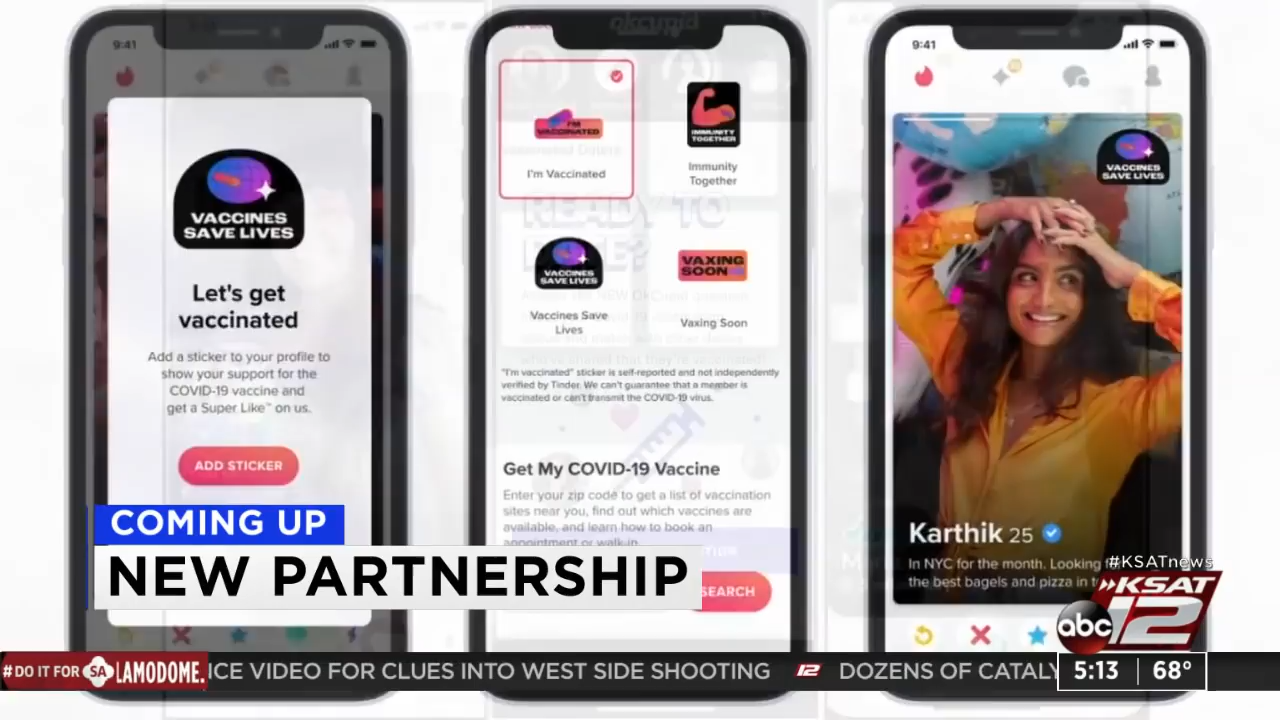 9:41
VACCINES
SAVE LIVES
Let's get
vaccinated
Add a sticker to your profile to
show your support for the
COVID-19 vaccine and
get a Super Like™ on us.
ADD STICKER
okcupid
I'M
VACCINATED
I'm Vaccinated
IMMUNITY
TOGETHER
Immunity
Together
READY TO
VACCINES
SAVE LIVES
Vaccines Save
Lives
VAXING
SOON
Vaxing Soon
"I'm vaccinated" sticker is self-reported and not independently
verified by Tinder. We can't guarantee that a member is
vaccinated or can't transmit the COVID-19 virus.
Get My COVID-19 Vaccine
Enter your zip code to get a list of vaccination
sites near you, find out which vaccines are
available, and learn how to book an
appointment or walk-in.
SEARCH
9:41
VACCINES
SAVE LIVES
Karthik 25
In NYC for the month. Looking
the best bagels and pizza in
COMING UP
NEW PARTNERSHIP
#KSATnews
KSAT
abc 12
#DO IT FOR SA LAMODOME.
ICE VIDEO FOR CLUES INTO WEST SIDE SHOOTING 12 DOZENS OF CATALY
5:13 68°